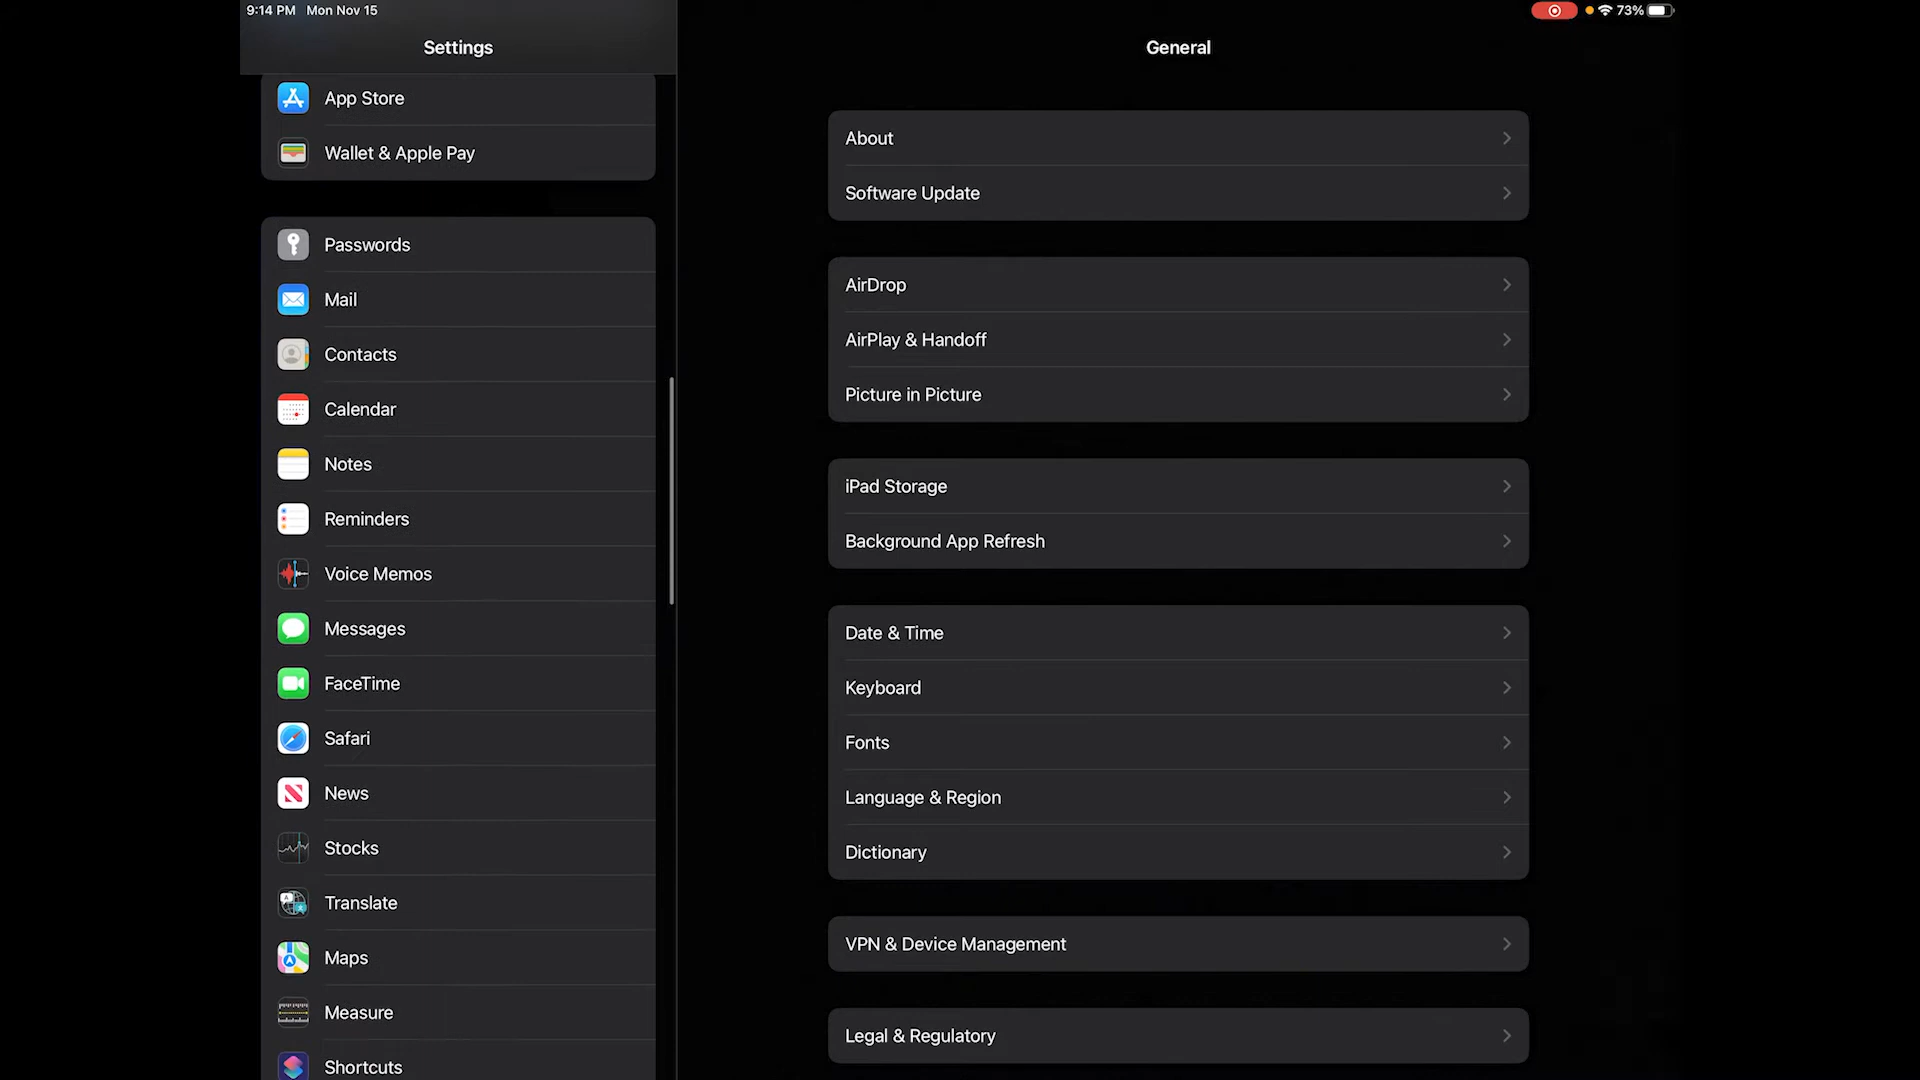 9:14 PM Mon Nov 15
73%
Settings
App Store
Wallet & Apple Pay
Passwords
Mail
Contacts
Calendar
Notes
Reminders
Voice Memos
Messages
FaceTime
Safari
News
Stocks
Translate
Maps
Measure
Shortcuts
General
About
Software Update
AirDrop
AirPlay & Handoff
Picture in Picture
iPad Storage
Background App Refresh
Date & Time
Keyboard
Fonts
Language & Region
Dictionary
VPN & Device Management
Legal & Regulatory